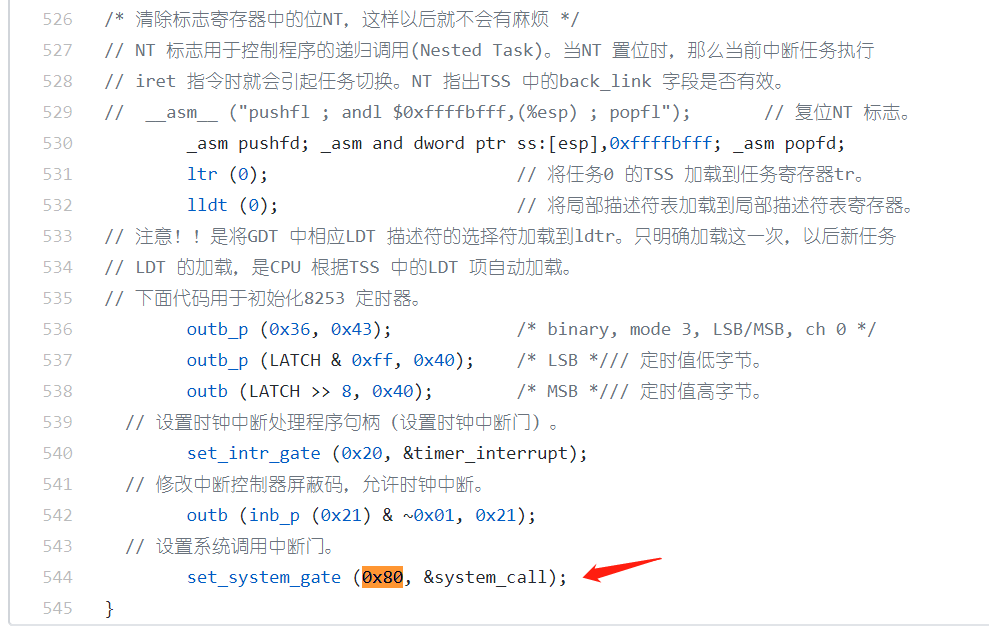 526 /* 清除标志寄存器中的位NT，这样以后就不会有麻烦 */
527 // NT 标志用于控制程序的递归调用(Nested Task)。当NT 置位时，那么当前中断任务执行
528 // iret 指令时就会引起任务切换。NT 指出TSS 中的back_link 字段是否有效。
529 //  __asm__ ("pushfl ; andl $0xffffbfff,(%esp) ; popfl");       // 复位NT 标志。
530         _asm pushfd; _asm and dword ptr ss:[esp],0xffffbfff; _asm popfd;
531         ltr (0);                        // 将任务0 的TSS 加载到任务寄存器tr。
532         lldt (0);                       // 将局部描述符表加载到局部描述符表寄存器。
533 // 注意！！是将GDT 中相应LDT 描述符的选择符加载到ldtr。只明确加载这一次，以后新任务
534 // LDT 的加载，是CPU 根据TSS 中的LDT 项自动加载。
535 // 下面代码用于初始化8253 定时器。
536         outb_p (0x36, 0x43);            /* binary, mode 3, LSB/MSB, ch 0 */
537         outb_p (LATCH & 0xff, 0x40);    /* LSB */// 定时值低字节。
538         outb (LATCH >> 8, 0x40);        /* MSB */// 定时值高字节。
539   // 设置时钟中断处理程序句柄（设置时钟中断门）。
540         set_intr_gate (0x20, &timer_interrupt);
541   // 修改中断控制器屏蔽码，允许时钟中断。
542         outb (inb_p (0x21) & ~0x01, 0x21);
543   // 设置系统调用中断门。
544         set_system_gate (0x80, &system_call);
545 }